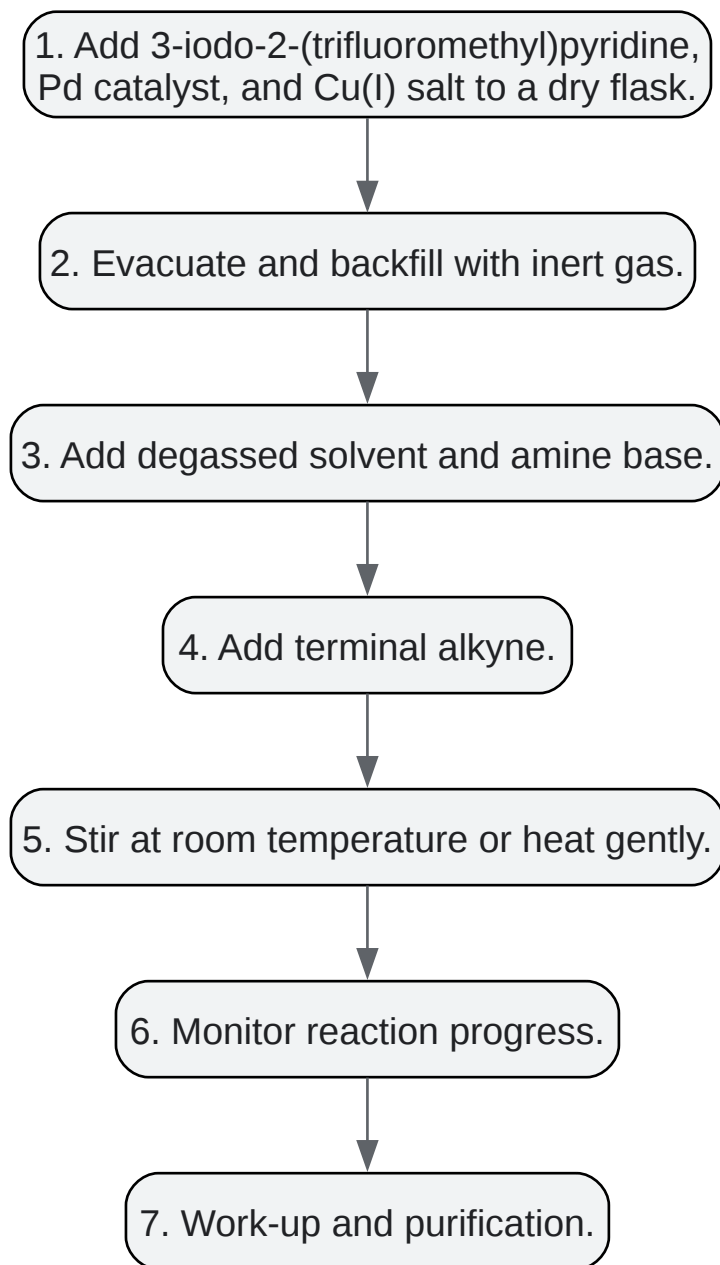 1. Add 3-iodo-2-(trifluoromethyl)pyridine,
Pd catalyst, and Cu(I) salt to a dry flask.
2. Evacuate and backfill with inert gas.
3. Add degassed solvent and amine base.
4. Add terminal alkyne.
5. Stir at room temperature or heat gently.
6. Monitor reaction progress.
7. Work-up and purification.